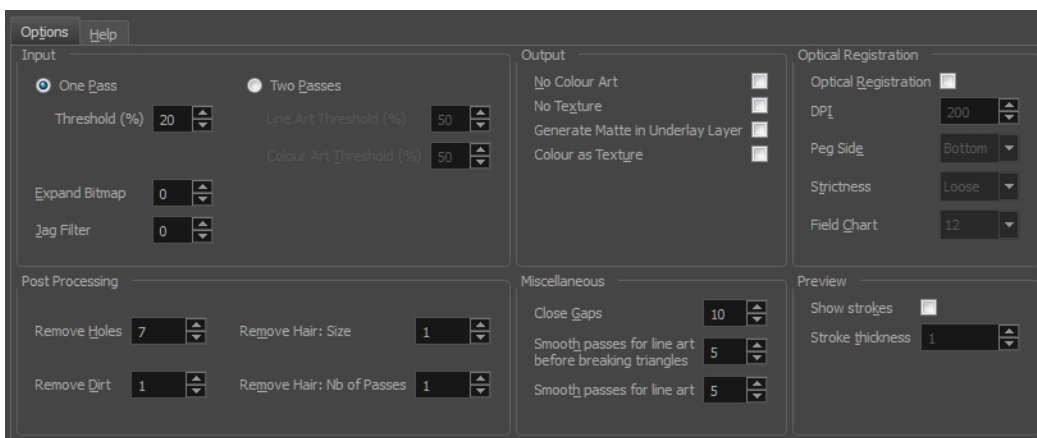 Options Help
Input
One Pass Two Passes
Threshold (%) 20 Line Art Threshold (%) 50
Colour Art Threshold (%) 50
Expand Bitmap 0
Jag Filter 0
Output
No Colour Art
No Texture
Generate Matte in Underlay Layer
Colour as Texture
Optical Registration
Optical Registration
DPI 200
Peg Side Bottom
Strictness Loose
Field Chart 12
Post Processing
Remove Holes 7 Remove Hair: Size 1
Remove Dirt 1 Remove Hair: Nb of Passes 1
Miscellaneous
Close Gaps 10
Smooth passes for line art
before breaking triangles 5
Smooth passes for line art 5
Preview
Show strokes
Stroke thickness 1